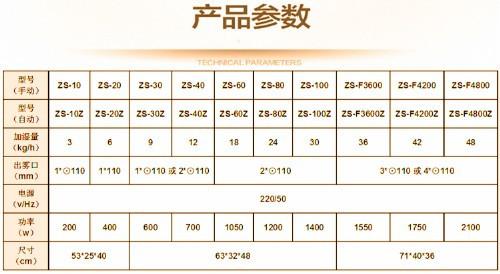 产品参数
TECHNICAL PARAMETERS
型号 (手动) ZS-10 ZS-20 ZS-30 ZS-40 ZS-60 ZS-80 ZS-100 ZS-F3600 ZS-F4200 ZS-F4800
型号 (自动) ZS-10Z ZS-20Z ZS-30Z ZS-40Z ZS-60Z ZS-80Z ZS-100Z ZS-F3600Z ZS-F4200Z ZS-F4800Z
加湿量 (kg/h) 3 6 9 12 18 24 30 36 42 48
出雾口 (mm) 1*⊙110 1*110 1*⊙110 或 2*⊙110 2*⊙110 3*⊙110 或 4*⊙110
电源 (v/Hz) 220/50
功率 (w) 200 400 600 700 1050 1200 1400 1550 1750 2100
尺寸 (cm) 53*25*40 63*32*48 71*40*36